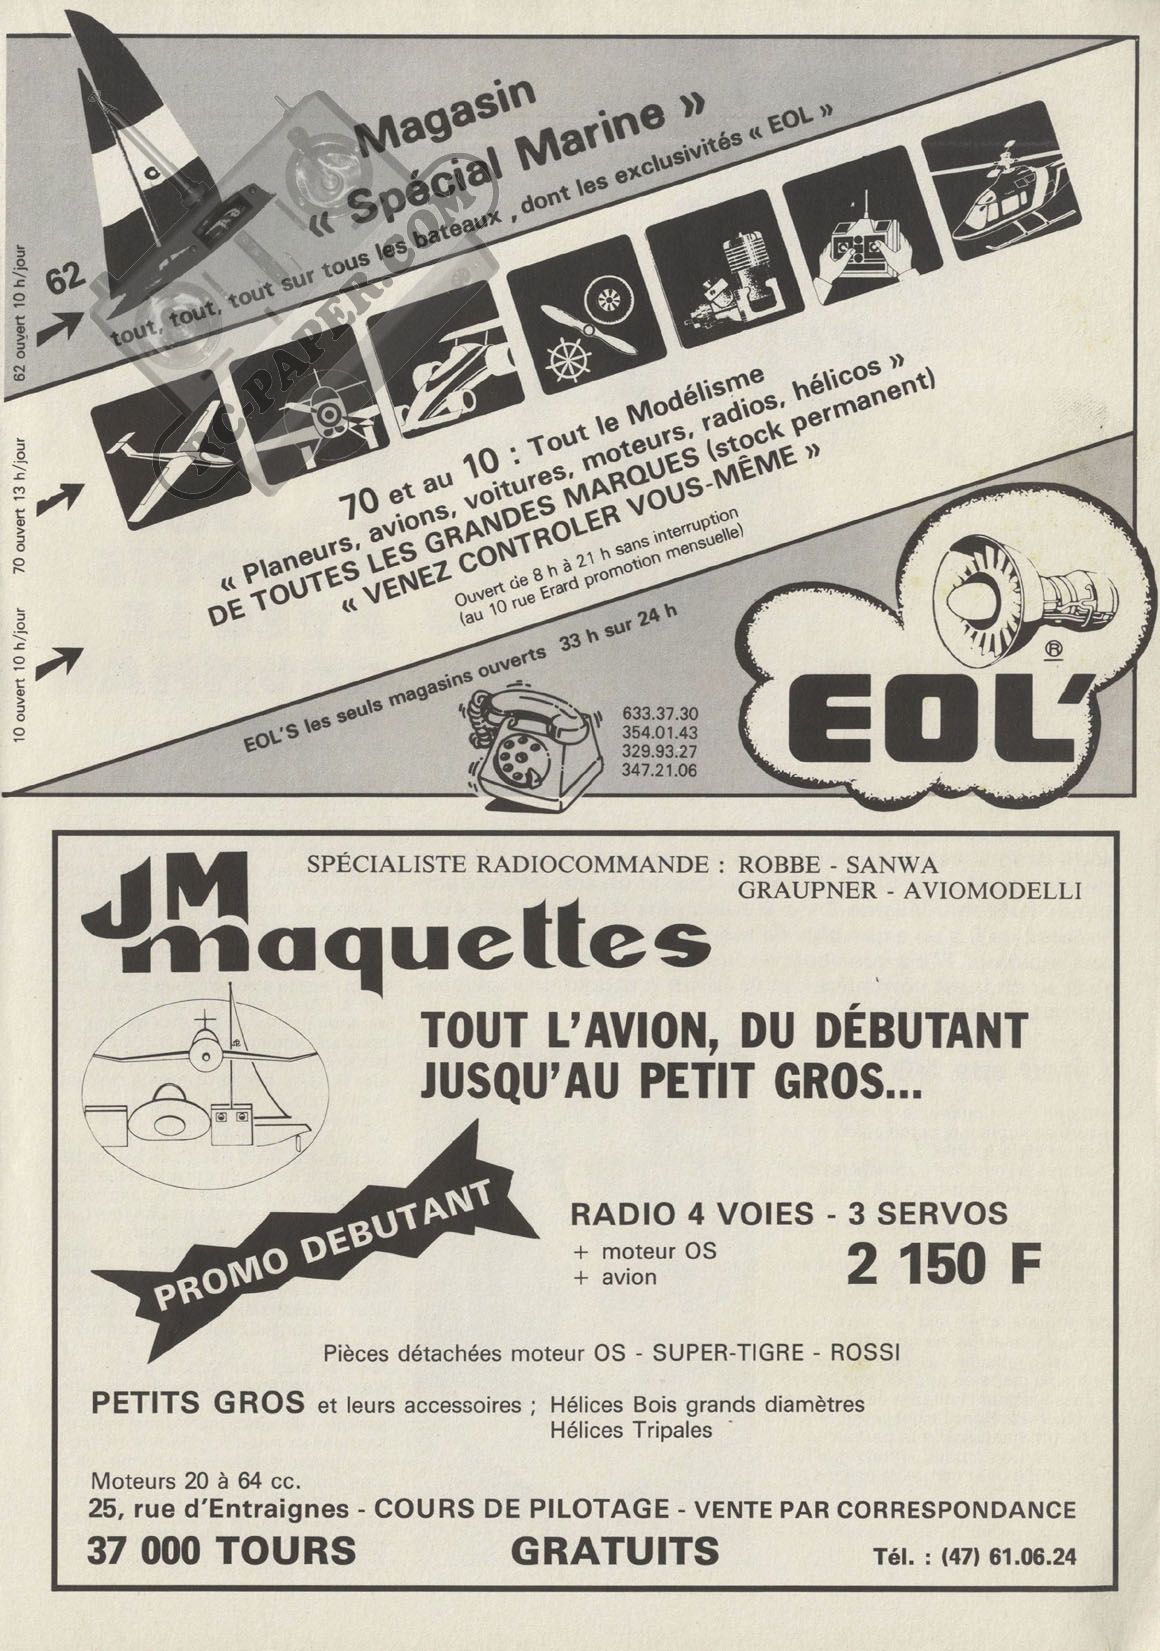 Magasin
« Spécial Marine »
62
tout, tout, tout sur tous les bateaux, dont les exclusivités « EOL »
62 ouvert 10 h/jour
70 ouvert 13 h/jour
10 ouvert 10 h/jour
RC-PAPER.COM
70 et au 10 : Tout le Modélisme
« Planeurs, avions, voitures, moteurs, radios, hélicos »
DE TOUTES LES GRANDES MARQUES (stock permanent)
« VENEZ CONTROLER VOUS-MÊME »
Ouvert de 8 h à 21 h sans interruption
(au 10 rue Erard promotion mensuelle)
EOL'S les seuls magasins ouverts 33 h sur 24 h
633.37.30
354.01.43
329.93.27
347.21.06
®
EOL'
JM
maquettes
SPÉCIALISTE RADIOCOMMANDE : ROBBE - SANWA
GRAUPNER - AVIOMODELLI
TOUT L'AVION, DU DÉBUTANT
JUSQU'AU PETIT GROS...
PROMO DEBUTANT
RADIO 4 VOIES - 3 SERVOS
+ moteur OS
+ avion
2 150 F
Pièces détachées moteur OS - SUPER-TIGRE - ROSSI
PETITS GROS et leurs accessoires ; Hélices Bois grands diamètres
Hélices Tripales
Moteurs 20 à 64 cc.
25, rue d'Entraignes - COURS DE PILOTAGE - VENTE PAR CORRESPONDANCE
37 000 TOURS GRATUITS Tél. : (47) 61.06.24